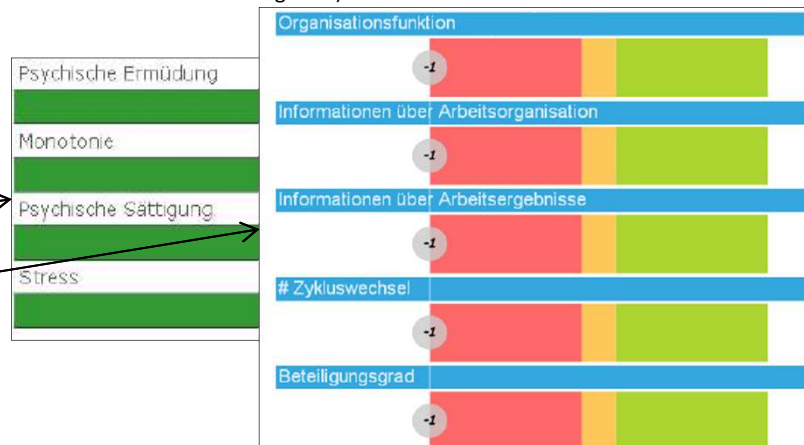 Psychische Ermüdung
Monotonie
Psychische Sättigung
Stress
Organisationsfunktion
-1
Informationen über Arbeitsorganisation
-1
Informationen über Arbeitsergebnisse
-1
# Zykluswechsel
-1
Beteiligungsgrad
-1